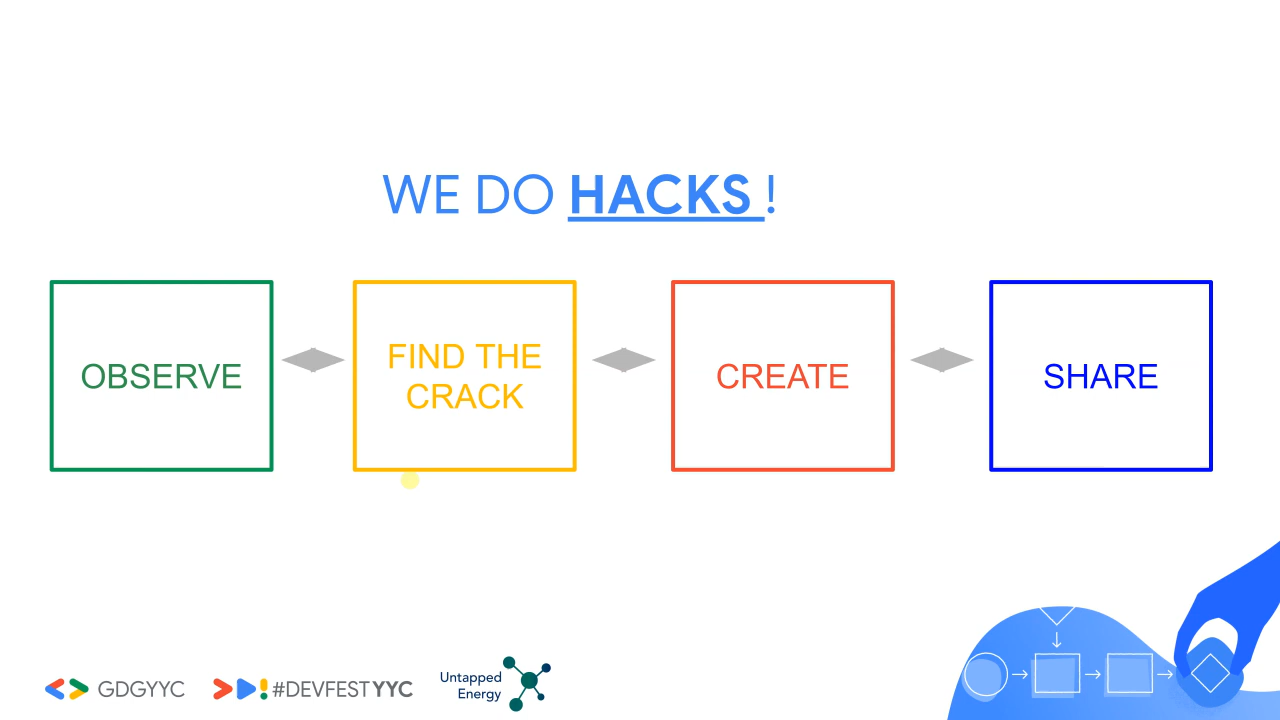 WE DO HACKS !
OBSERVE
FIND THE
CRACK
CREATE
SHARE
GDGYYC
#DEVFESTYYC
Untapped
Energy